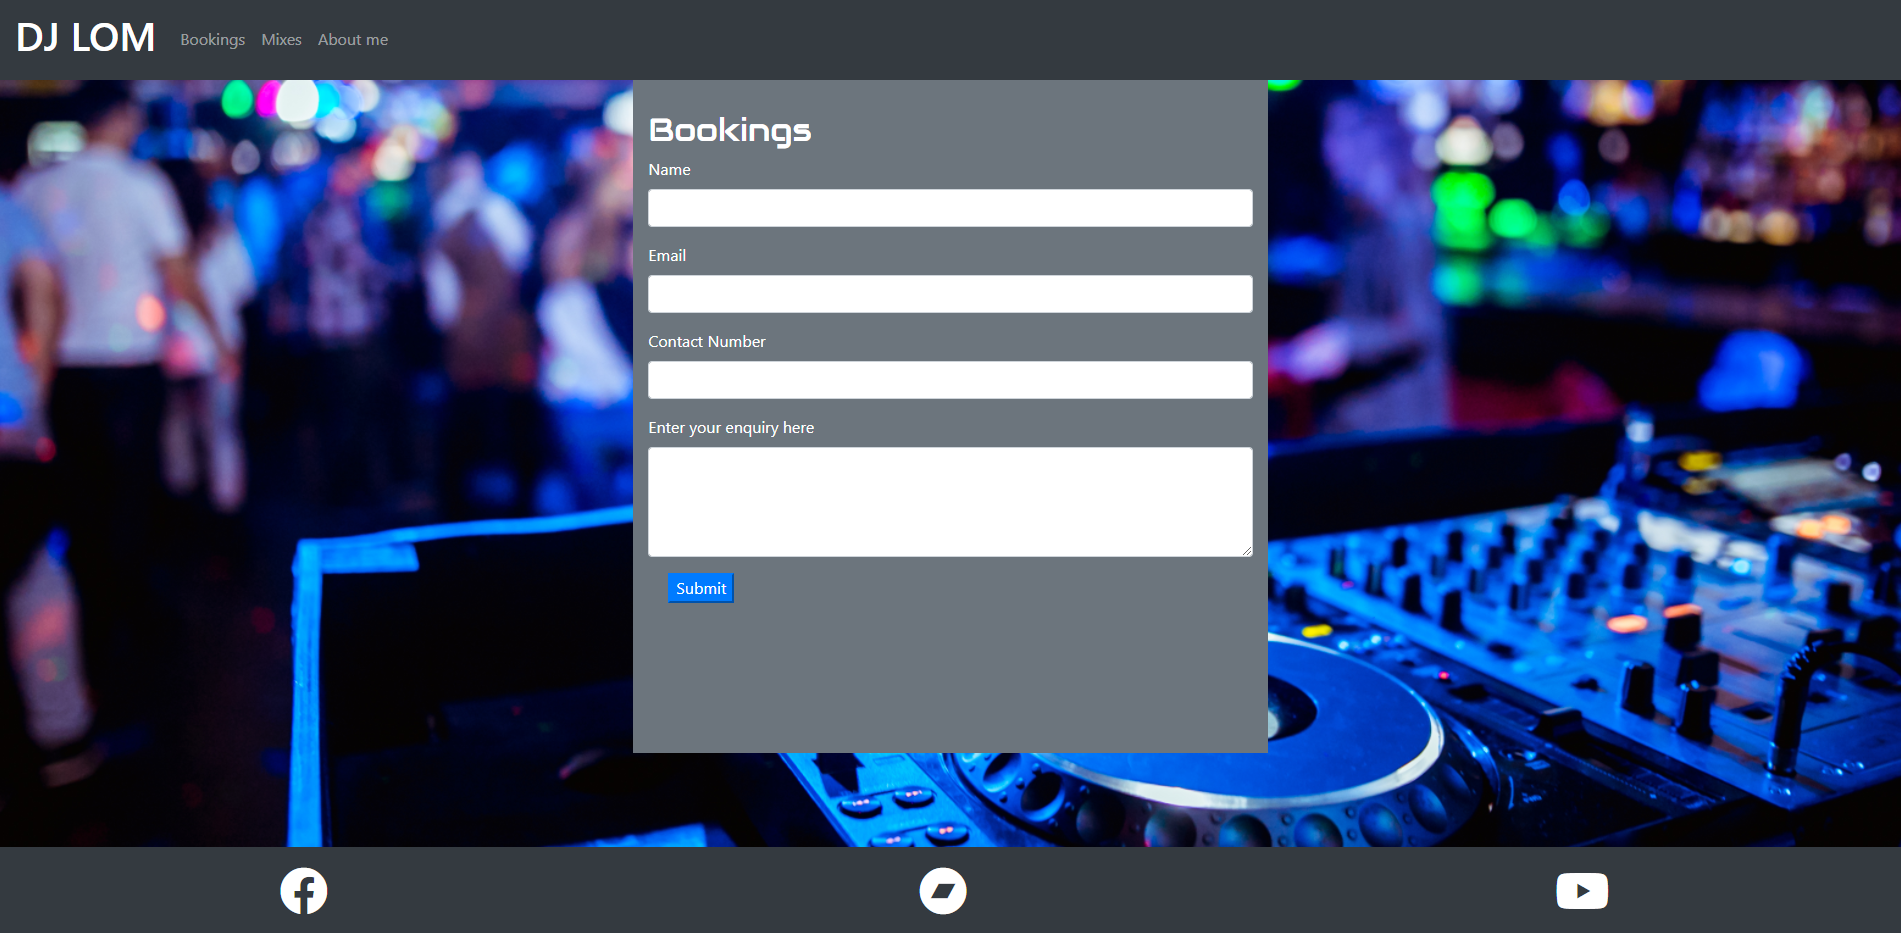 DJ LOM
Bookings Mixes About me
Bookings
Name
Email
Contact Number
Enter your enquiry here
Submit